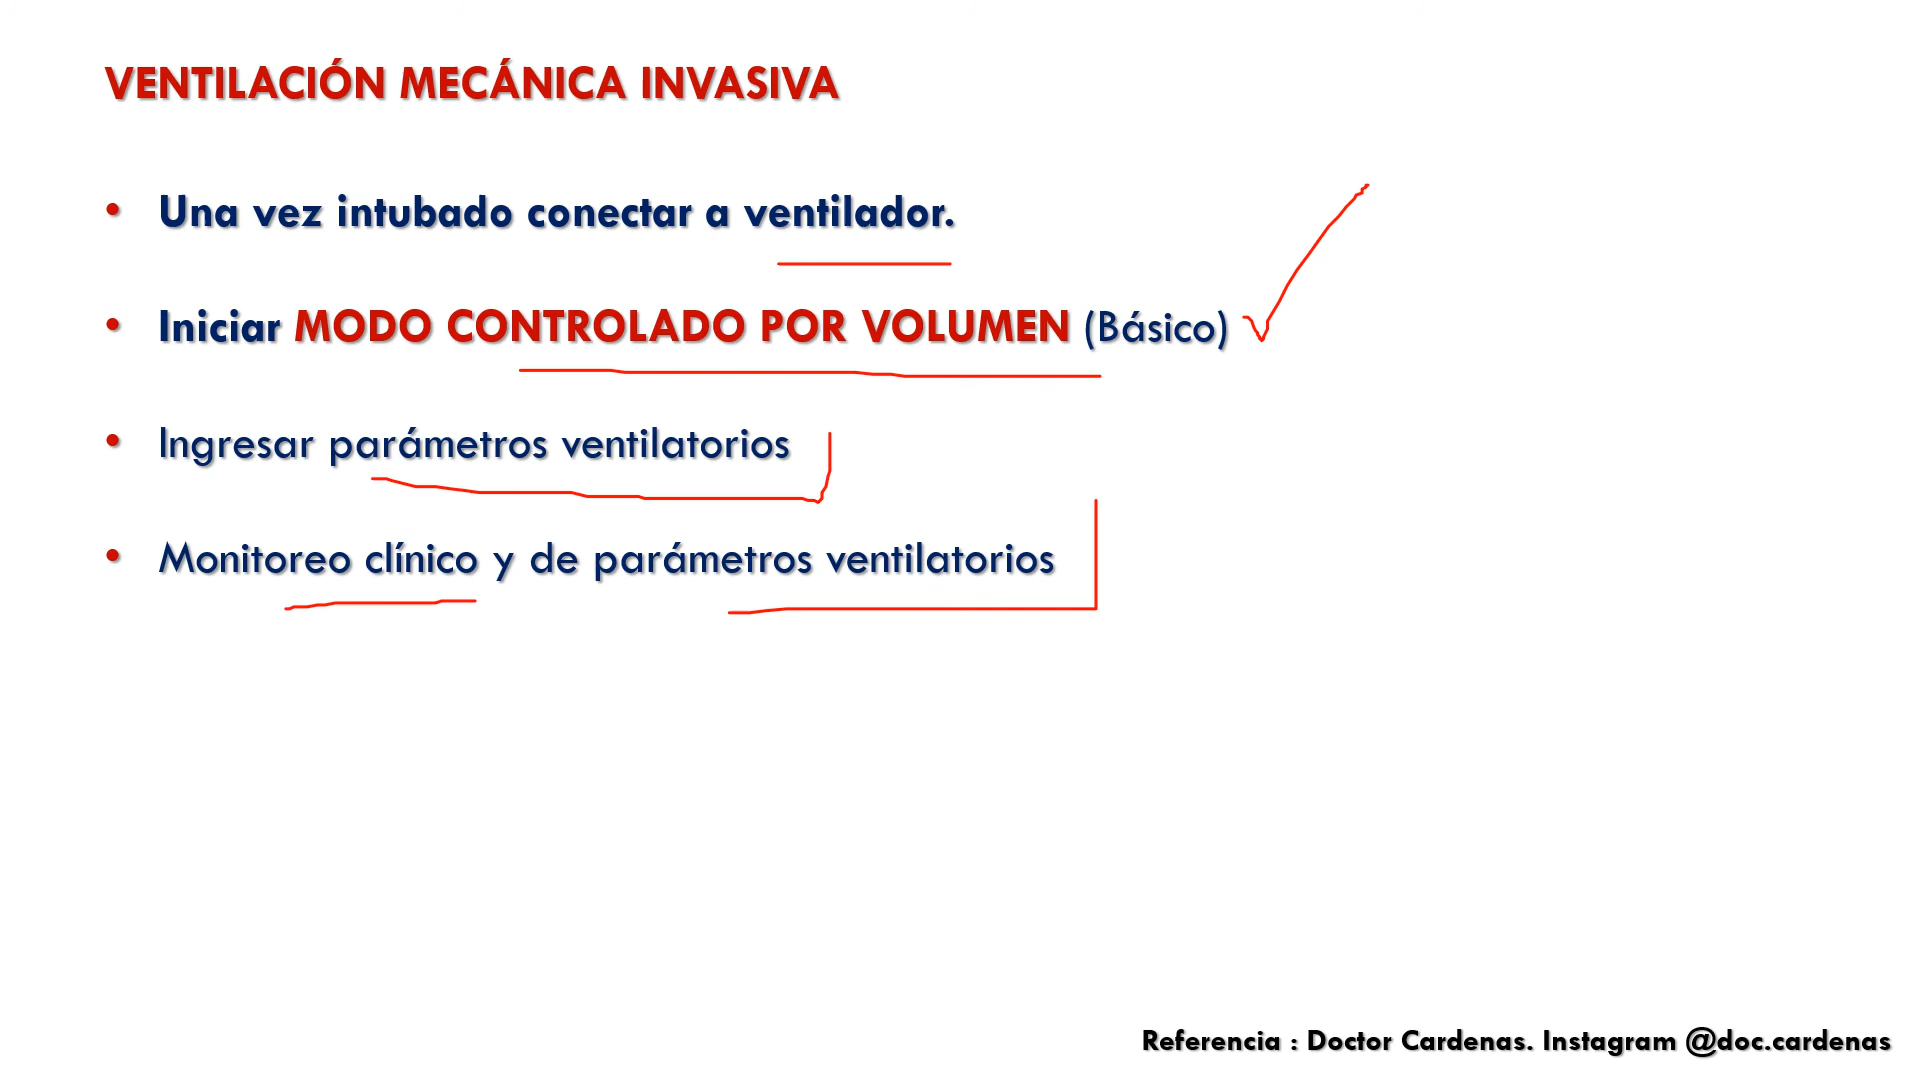 VENTILACIÓN MECÁNICA INVASIVA
• Una vez intubado conectar a ventilador.
• Iniciar MODO CONTROLADO POR VOLUMEN (Básico)
• Ingresar parámetros ventilatorios
• Monitoreo clínico y de parámetros ventilatorios
Referencia : Doctor Cardenas. Instagram @doc.cardenas